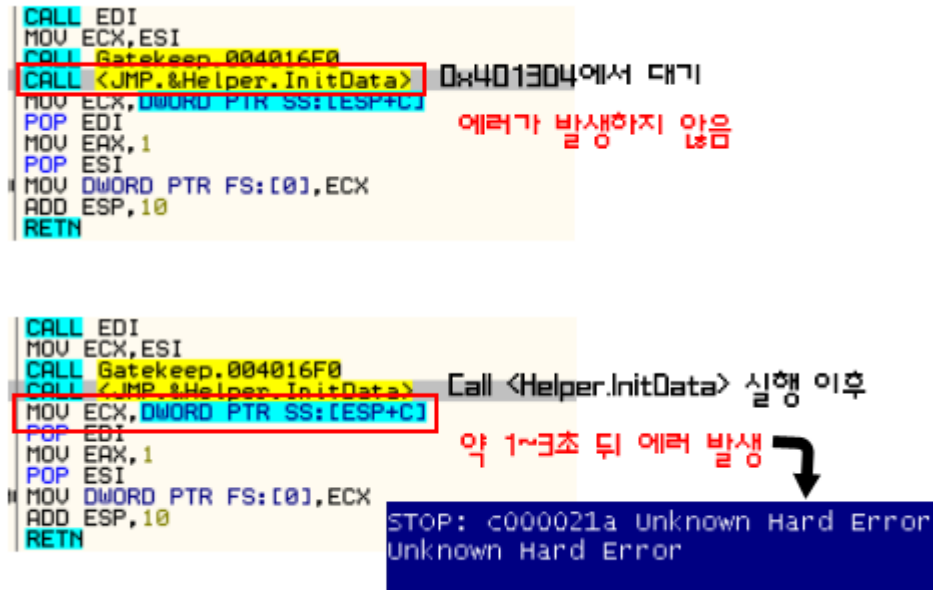 CALL EDI
MOV ECX,ESI
CALL Gatekeep.004016F0
CALL <JMP.&Helper.InitData>
0x401304에서 대기
MOV ECX,DWORD PTR SS:[ESP+C]
POP EDI
에러가 발생하지 않음
MOV EAX,1
POP ESI
MOV DWORD PTR FS:[0],ECX
ADD ESP,10
RETN
CALL EDI
MOV ECX,ESI
CALL Gatekeep.004016F0
CALL <JMP.&Helper.InitData>
Call <Helper.InitData> 실행 이후
MOV ECX,DWORD PTR SS:[ESP+C]
POP EDI
약 1~3초 뒤 에러 발생
MOV EAX,1
POP ESI
MOV DWORD PTR FS:[0],ECX
ADD ESP,10
RETN
STOP: c000021a Unknown Hard Error
Unknown Hard Error